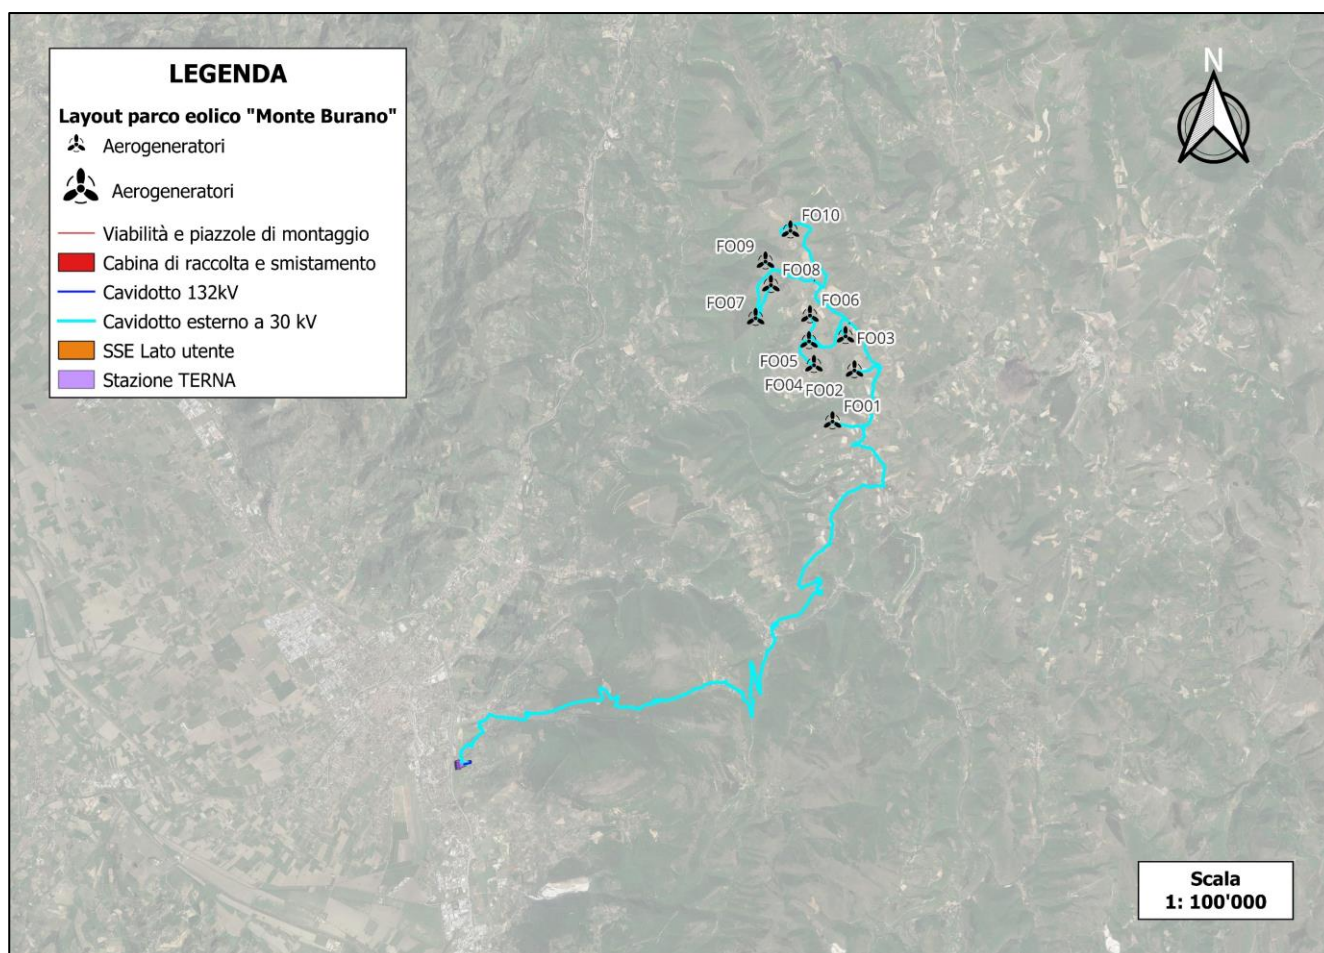 LEGENDA
Layout parco eolico "Monte Burano"
Aerogeneratori
Aerogeneratori
Viabilità e piazzole di montaggio
Cabina di raccolta e smistamento
Cavidotto 132kV
Cavidotto esterno a 30 kV
SSE Lato utente
Stazione TERNA
N
FO10
FO09
FO08
FO07
FO06
FO03
FO05
FO04
FO02
FO01
Scala
1: 100'000